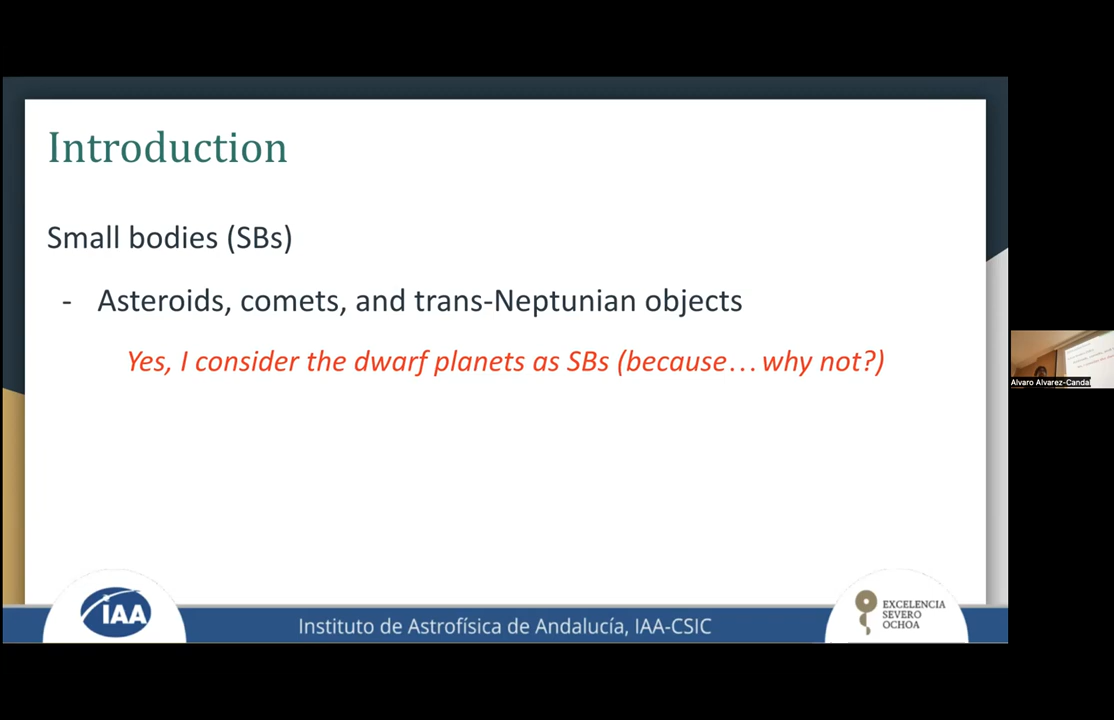 Introduction
Small bodies (SBs)
- Asteroids, comets, and trans-Neptunian objects
Yes, I consider the dwarf planets as SBs (because… why not?)
Alvaro Alvarez-Candal
IAA
Instituto de Astrofísica de Andalucía, IAA-CSIC
EXCELENCIA
SEVERO
OCHOA